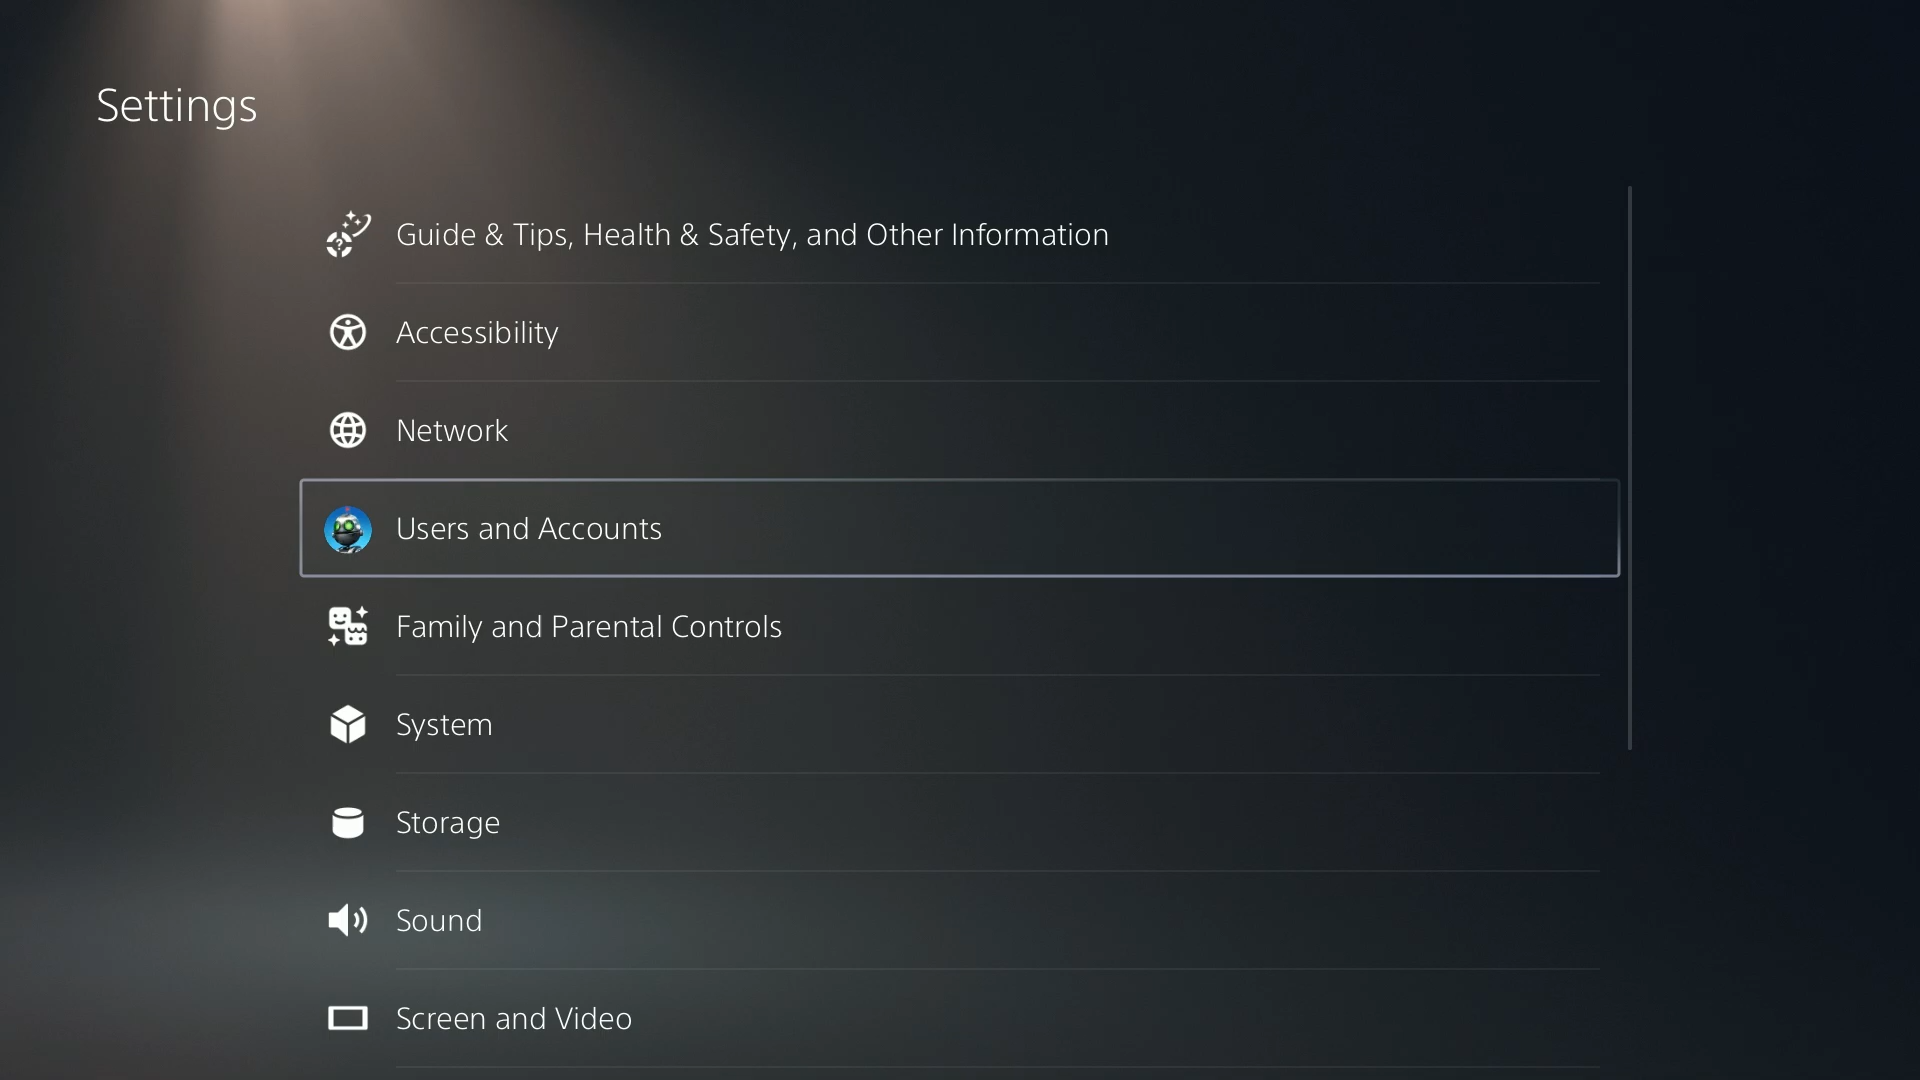 Settings
Guide & Tips, Health & Safety, and Other Information
Accessibility
Network
Users and Accounts
Family and Parental Controls
System
Storage
Sound
Screen and Video